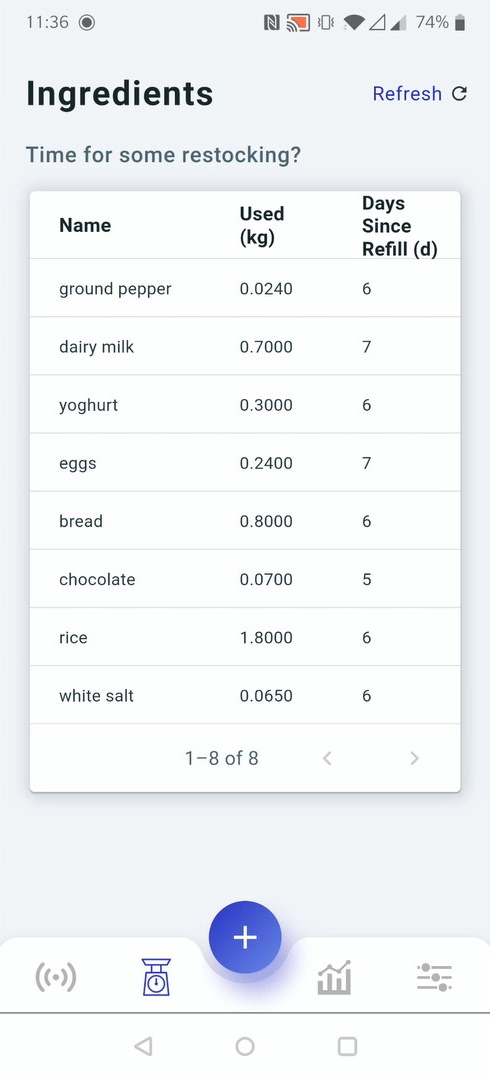 11:36 74%
Ingredients Refresh
Time for some restocking?
Name Used (kg) Days Since Refill (d)
ground pepper 0.0240 6
dairy milk 0.7000 7
yoghurt 0.3000 6
eggs 0.2400 7
bread 0.8000 6
chocolate 0.0700 5
rice 1.8000 6
white salt 0.0650 6
1–8 of 8